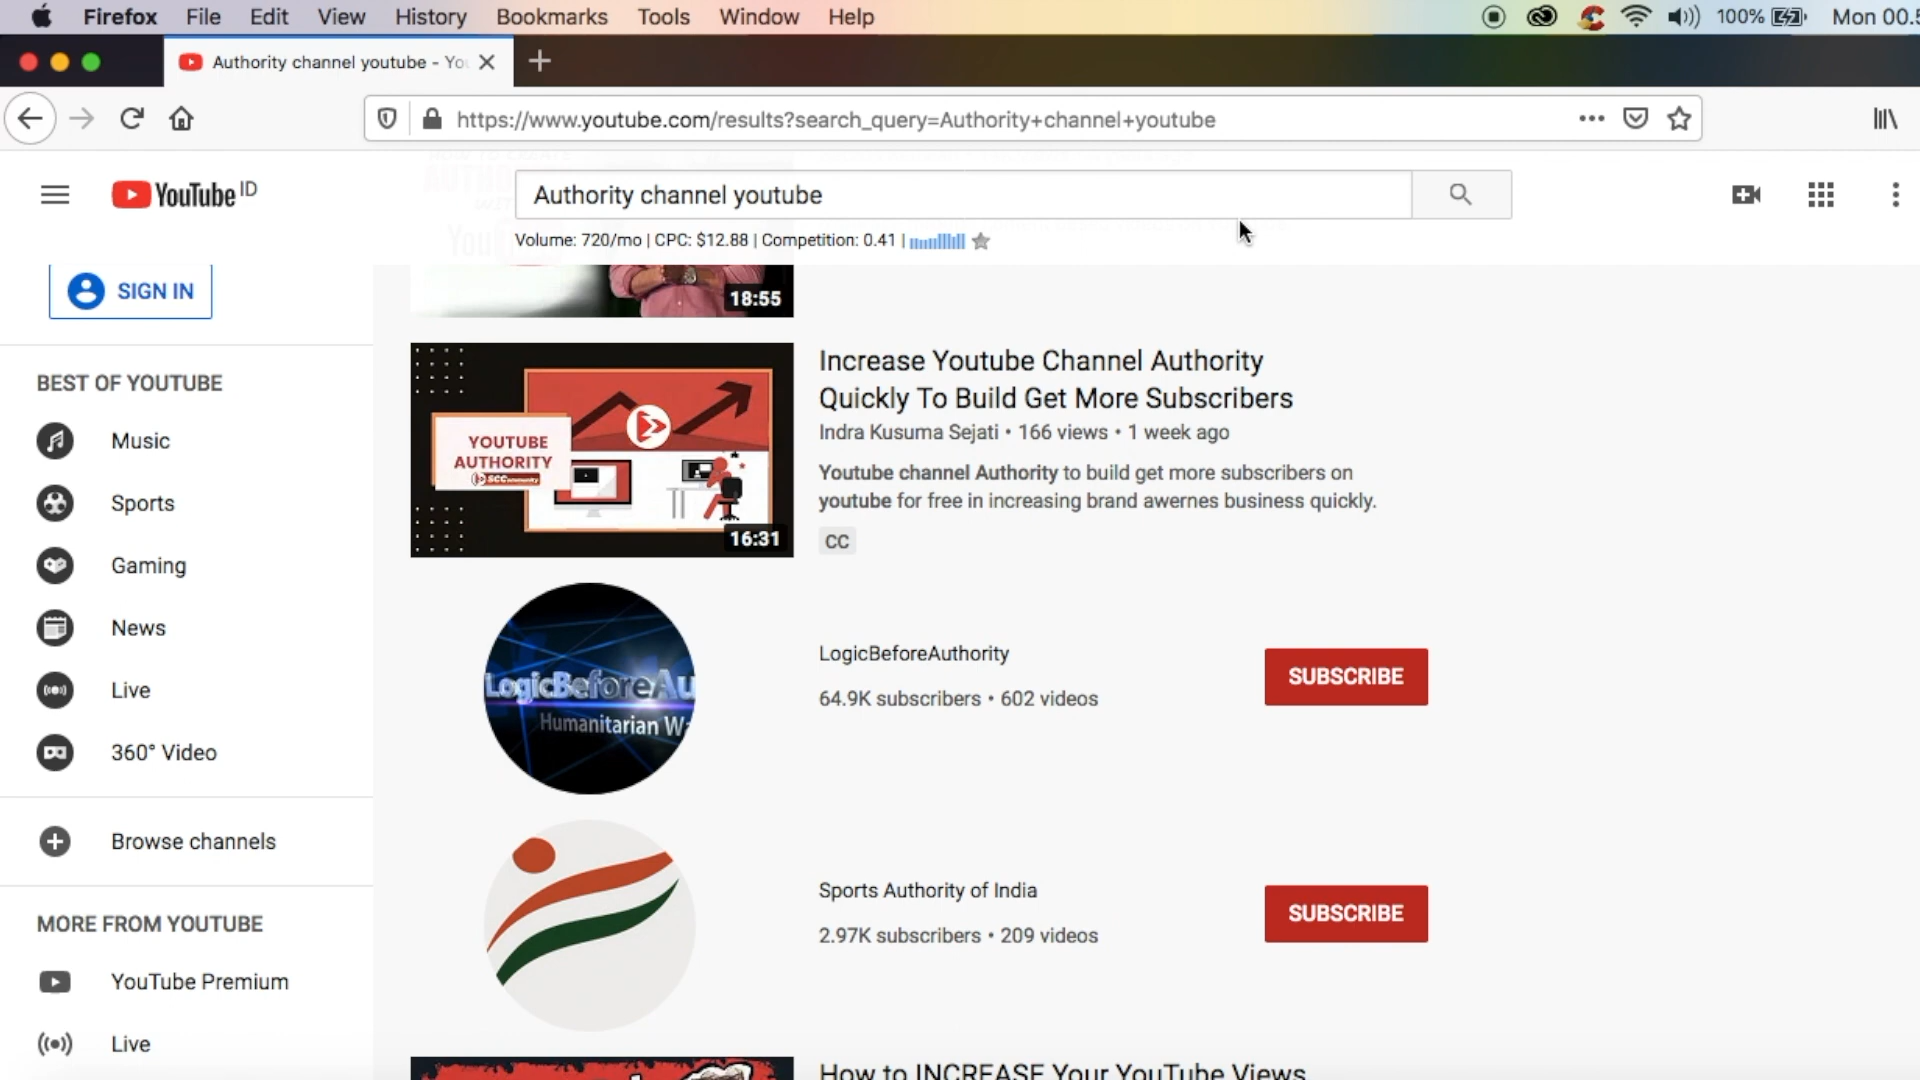 Firefox File Edit View History Bookmarks Tools Window Help 100% Mon 00.5
Authority channel youtube - Yo
https://www.youtube.com/results?search_query=Authority+channel+youtube
YouTube ID
Authority channel youtube
Volume: 720/mo | CPC: $12.88 | Competition: 0.41 |
SIGN IN
BEST OF YOUTUBE
Music
Sports
Gaming
News
Live
360° Video
Browse channels
MORE FROM YOUTUBE
YouTube Premium
Live
18:55
YOUTUBE
AUTHORITY
16:31
Increase Youtube Channel Authority
Quickly To Build Get More Subscribers
Indra Kusuma Sejati • 166 views • 1 week ago
Youtube channel Authority to build get more subscribers on
youtube for free in increasing brand awernes business quickly.
CC
LogicBeforeAu
Humanitarian Wa
LogicBeforeAuthority
64.9K subscribers • 602 videos
SUBSCRIBE
Sports Authority of India
2.97K subscribers • 209 videos
SUBSCRIBE
How to INCREASE Your YouTube Views